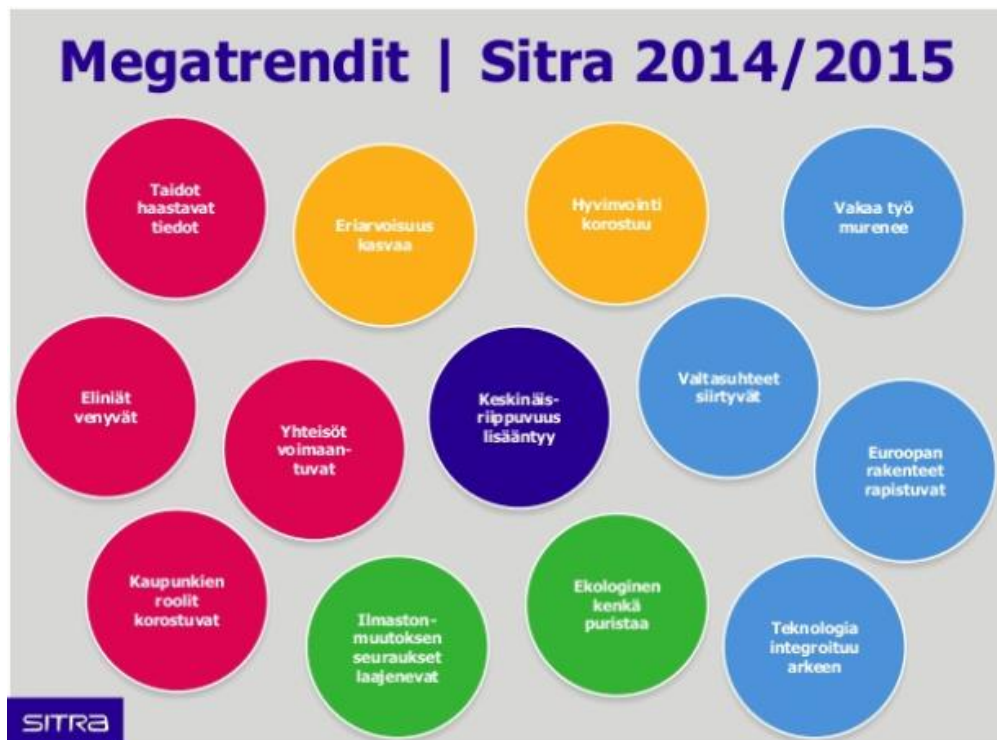 Megatrendit | Sitra 2014/2015
Taidot
haastavat
tiedot
Eriarvoisuus
kasvaa
Hyvinvointi
korostuu
Vakaa työ
murenee
Eliniät
venyvät
Yhteisöt
voimaan-
tuvat
Keskinäis-
riippuvuus
lisääntyy
Valtasuhteet
siirtyvät
Euroopan
rakenteet
rapistuvat
Kaupunkien
roolit
korostuvat
Ilmaston-
muutoksen
seuraukset
laajenevat
Ekologinen
kenkä
puristaa
Teknologia
integroituu
arkeen
SITRA